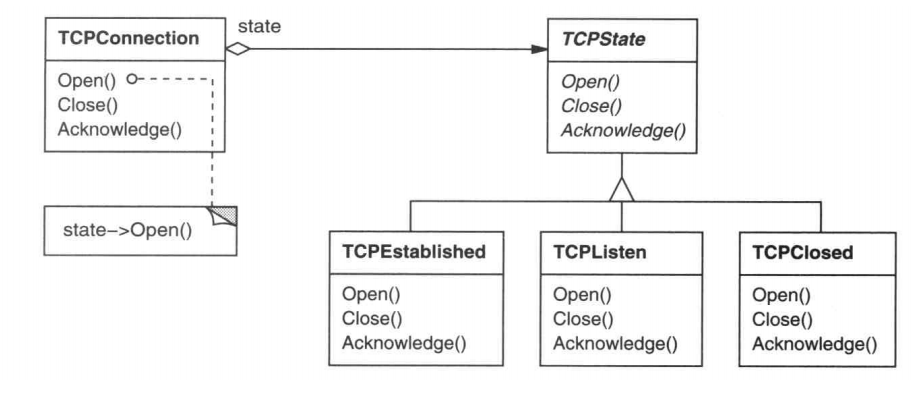 state
TCPConnection
Open()
Close()
Acknowledge()
state->Open()
TCPState
Open()
Close()
Acknowledge()
TCPEstablished
Open()
Close()
Acknowledge()
TCPListen
Open()
Close()
Acknowledge()
TCPClosed
Open()
Close()
Acknowledge()